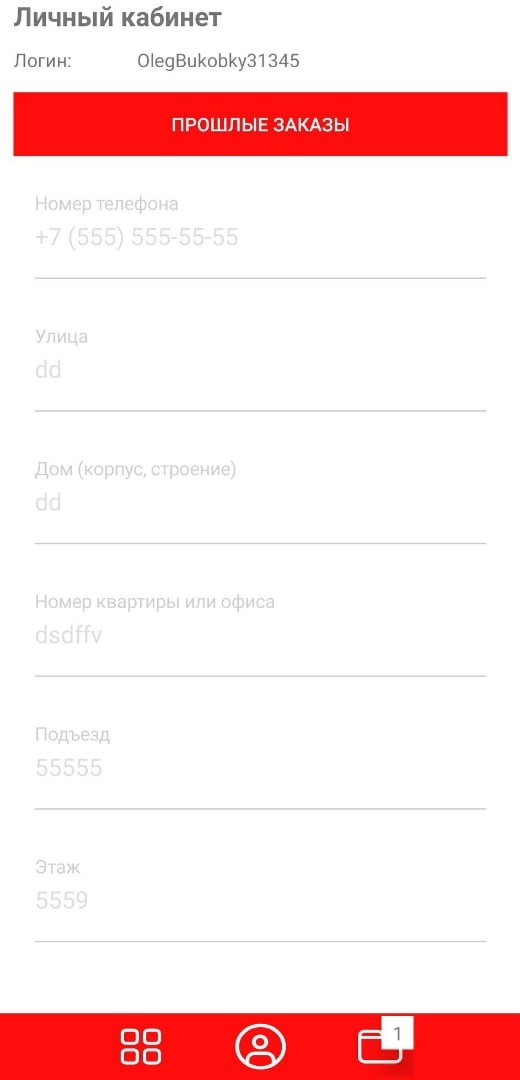 Личный кабинет
Логин: OlegBukobky31345
ПРОШЛЫЕ ЗАКАЗЫ
Номер телефона
+7 (555) 555-55-55
Улица
dd
Дом (корпус, строение)
dd
Номер квартиры или офиса
dsdffv
Подъезд
55555
Этаж
5559
1